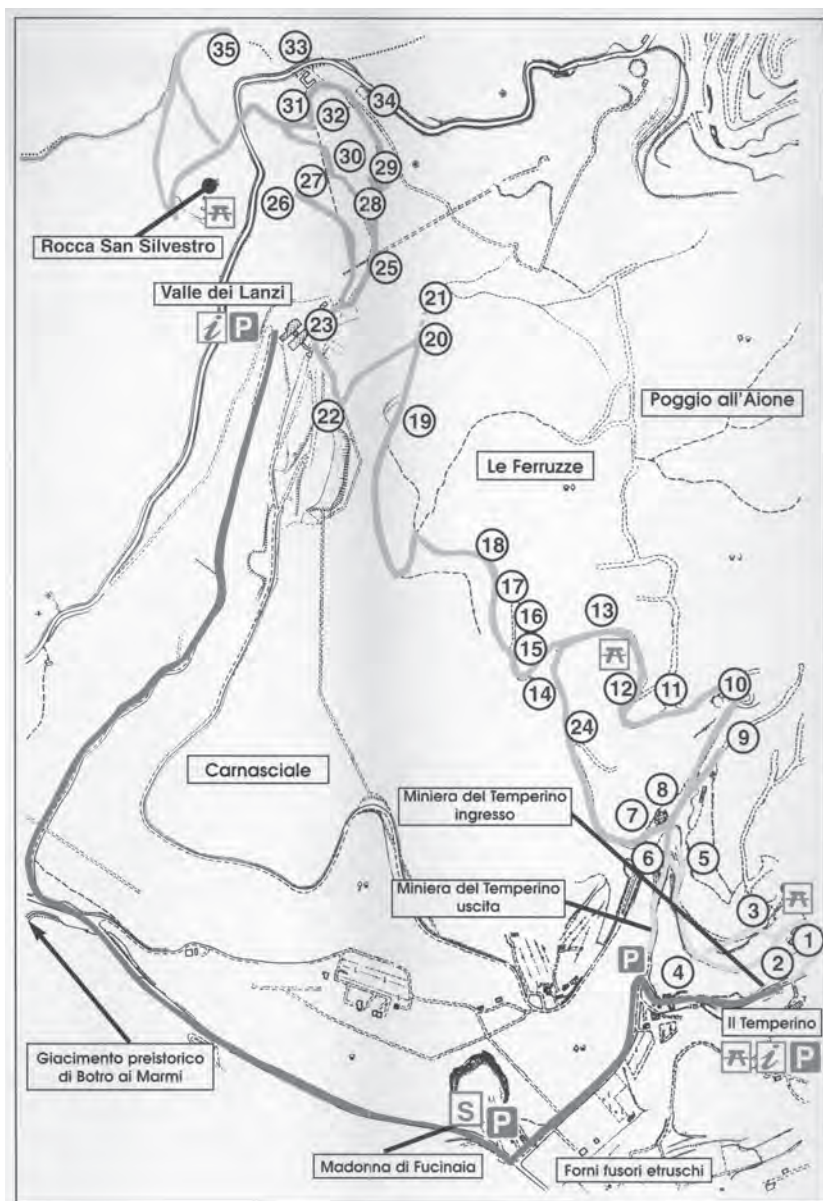 35
33
34
31
32
30
29
27
26
28
Rocca San Silvestro
25
Valle dei Lanzi
i P
23
21
20
22
19
Poggio all'Aione
Le Ferruzze
18
17
16
15
14
13
12
11
10
24
9
Carnasciale
Miniera del Temperino
ingresso
8
7
6
5
Miniera del Temperino
uscita
3
1
2
4
P
Il Temperino
i P
Giacimento preistorico
di Botro ai Marmi
S M P
Madonna di Fucinaia
Forni fusori etruschi